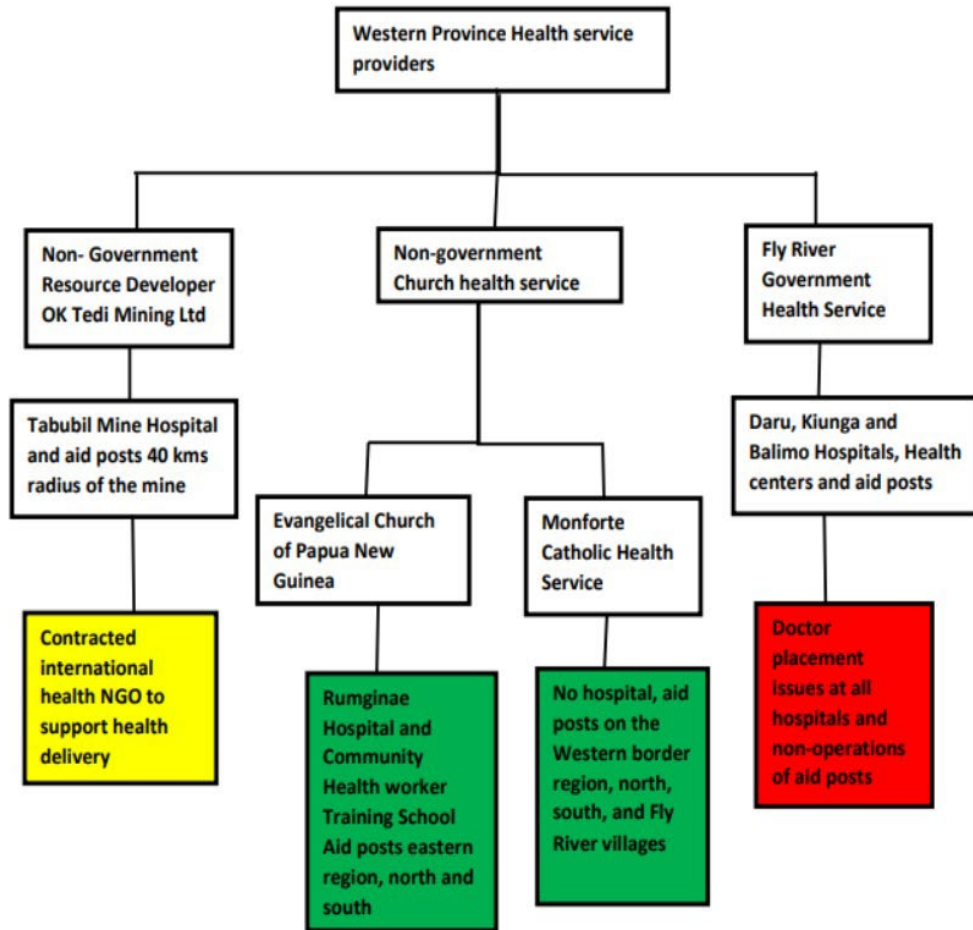 Western Province Health service
providers
Non- Government
Resource Developer
OK Tedi Mining Ltd
Non-government
Church health service
Fly River
Government
Health Service
Tabubil Mine Hospital
and aid posts 40 kms
radius of the mine
Daru, Kiunga and
Balimo Hospitals, Health
centers and aid posts
Evangelical Church
of Papua New
Guinea
Monforte
Catholic Health
Service
Contracted
international
health NGO to
support health
delivery
Rumginae
Hospital and
Community
Health worker
Training School
Aid posts eastern
region, north and
south
No hospital, aid
posts on the
Western border
region, north,
south, and Fly
River villages
Doctor
placement
issues at all
hospitals and
non-operations
of aid posts